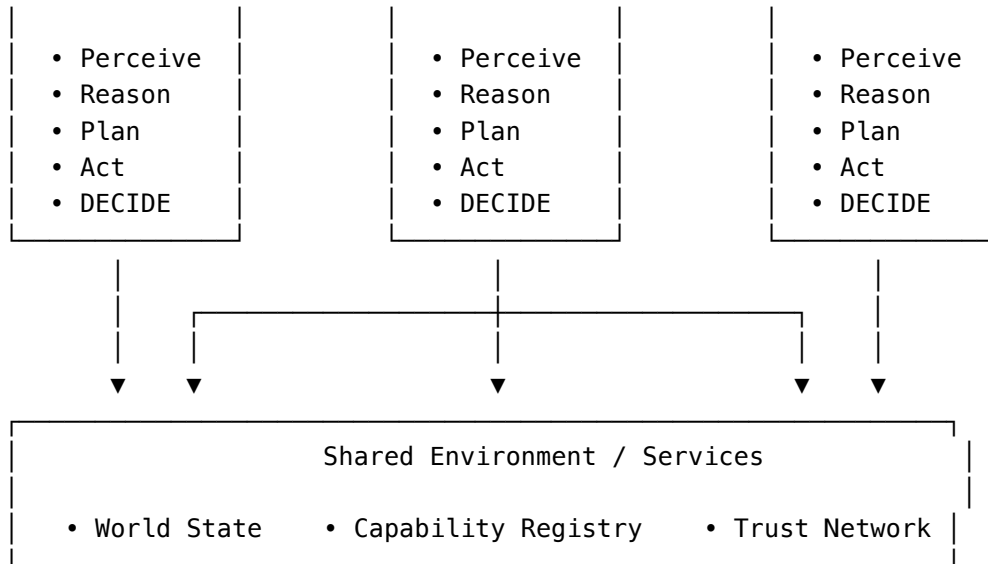 • Perceive • Perceive • Perceive
• Reason • Reason • Reason
• Plan • Plan • Plan
• Act • Act • Act
• DECIDE • DECIDE • DECIDE
Shared Environment / Services
• World State • Capability Registry • Trust Network